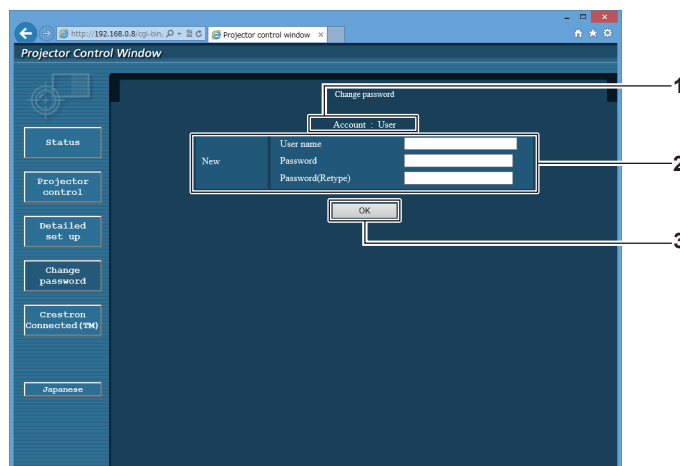 http://192.168.0.8/cgi-bin,
Projector control window
Projector Control Window
Change password
1
Account : User
Status
User name
New
Password
2
Password(Retype)
Projector
control
OK
Detailed
set up
3
Change
password
Crestron
Connected(TM)
Japanese